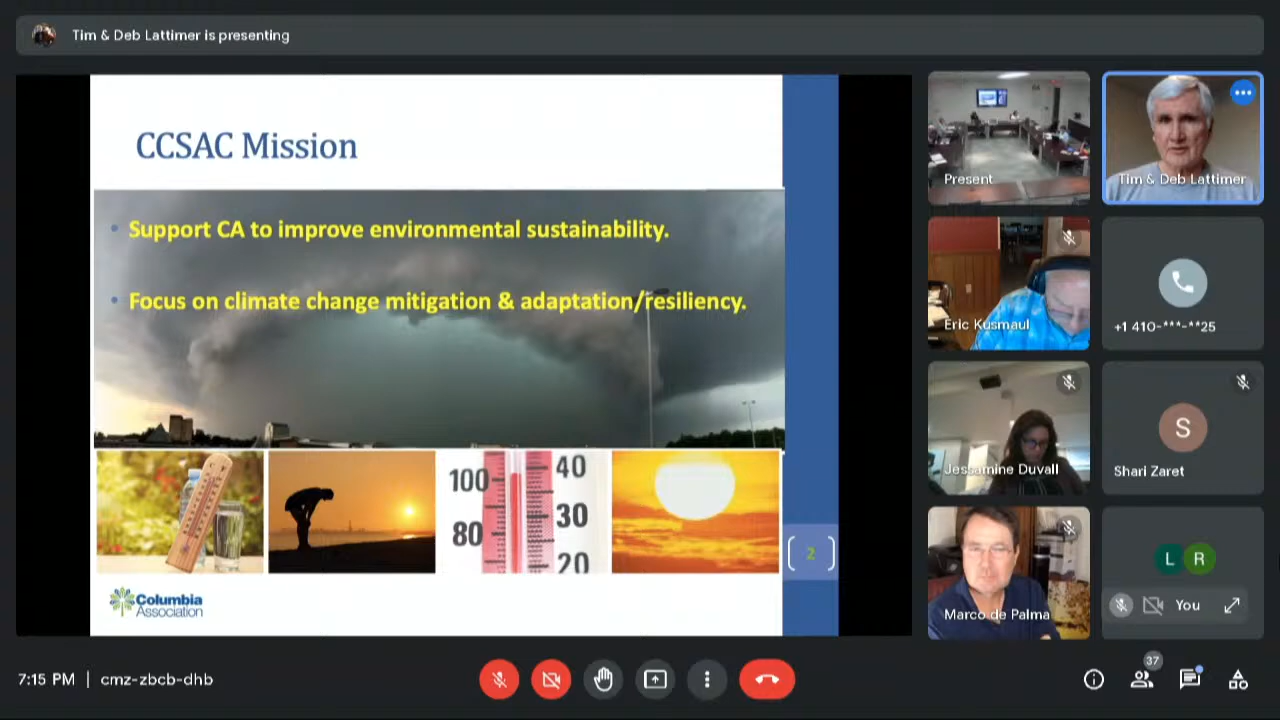 Tim & Deb Lattimer is presenting
CCSAC Mission
• Support CA to improve environmental sustainability.
• Focus on climate change mitigation & adaptation/resiliency.
100
80
40
30
20
2
Columbia
Association
Present
Tim & Deb Lattimer
Eric Kusmaul
+1 410-***-**25
Jessamine Duvall
S
Shari Zaret
Marco de Palma
L R
You
7:15 PM | cmz-zbcb-dhb
37